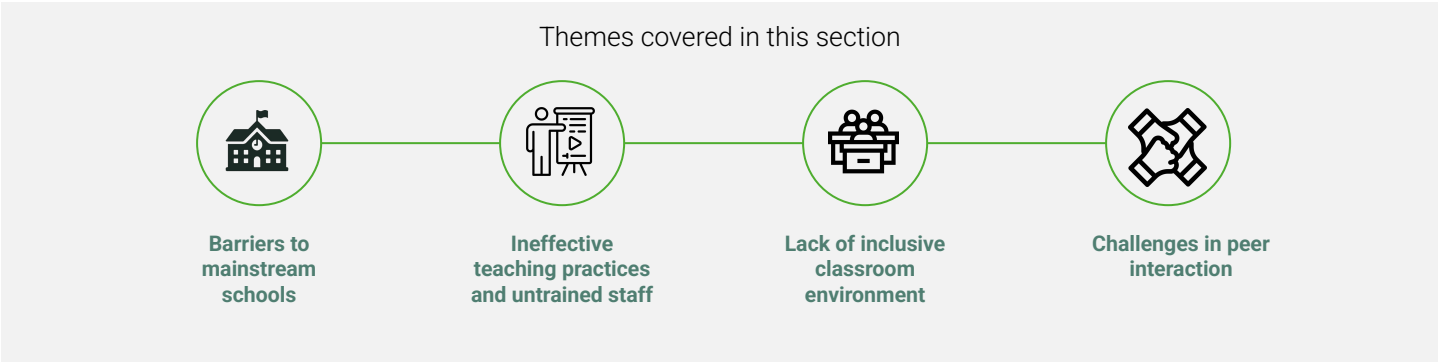 Themes covered in this section
Barriers to
mainstream
schools
Ineffective
teaching practices
and untrained staff
Lack of inclusive
classroom
environment
Challenges in peer
interaction